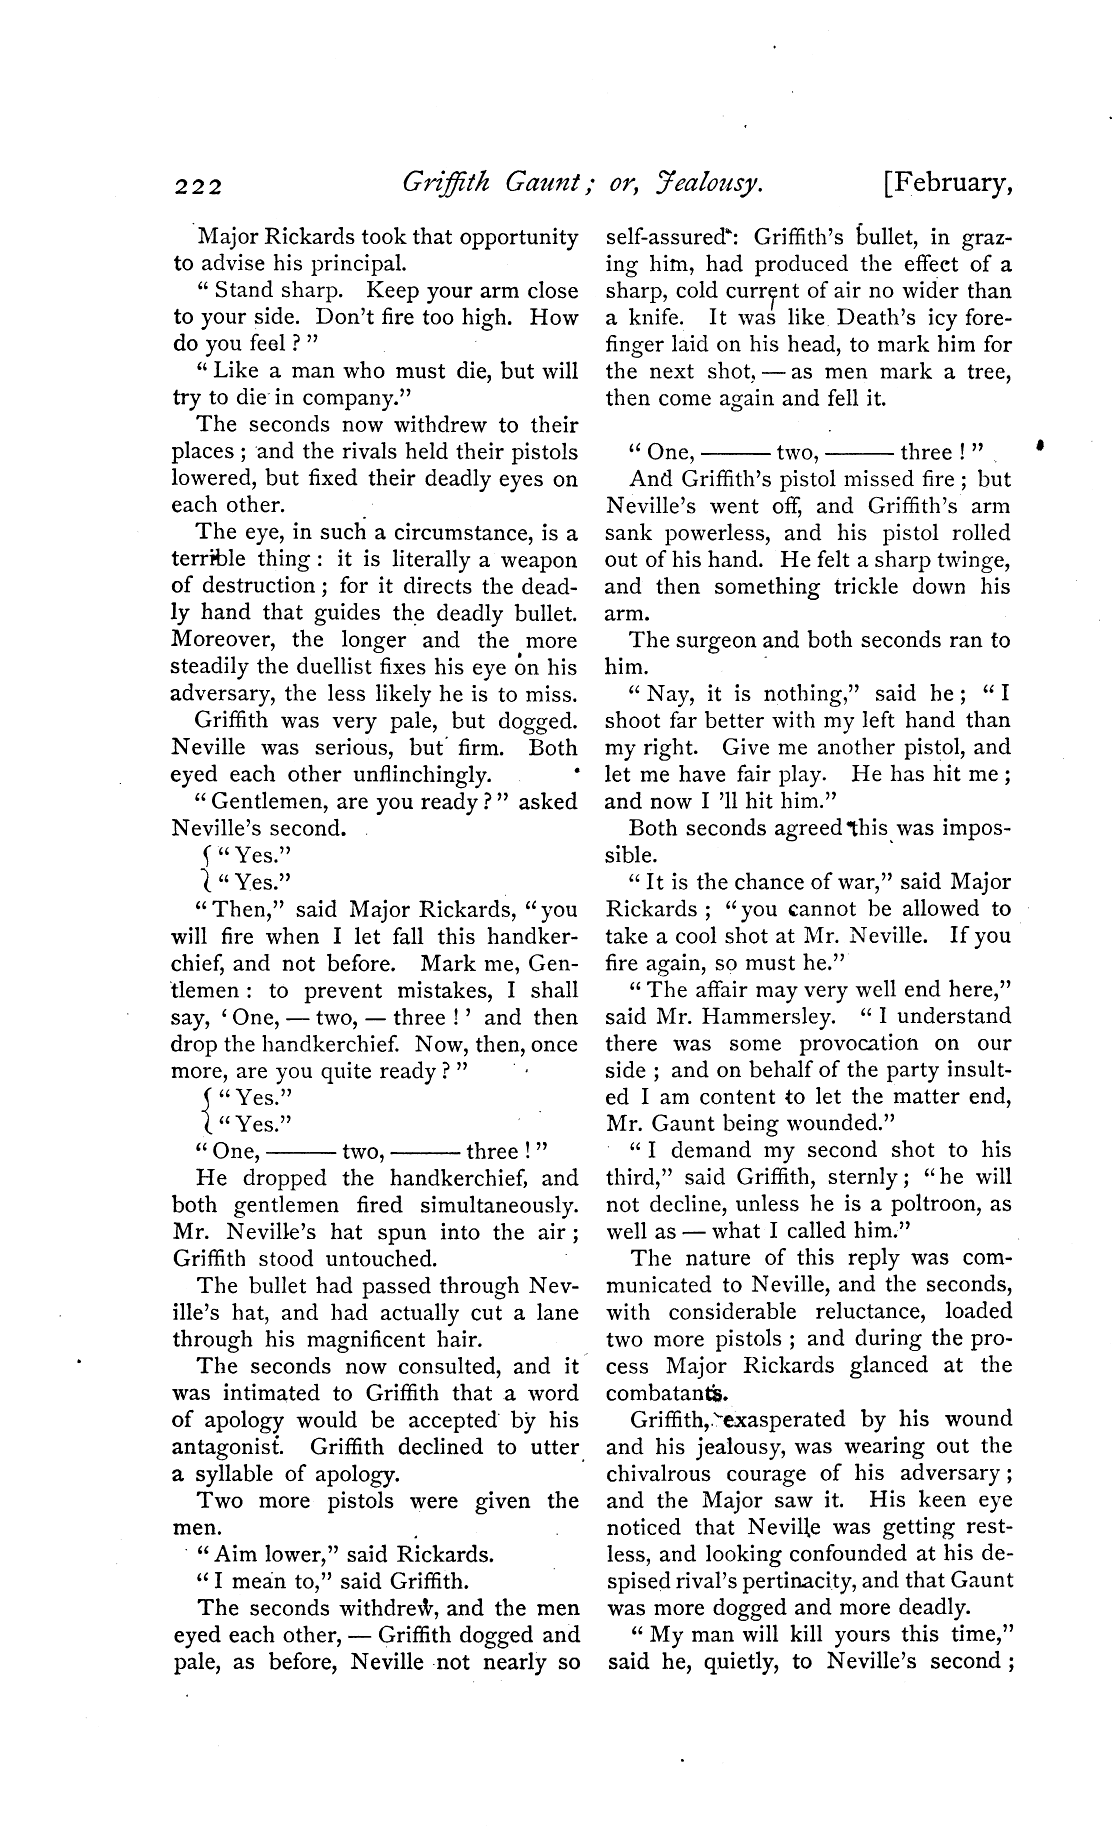 222 Griffith Gaunt; or, Jealousy. [February,
Major Rickards took that opportunity
to advise his principal.
“Stand sharp. Keep your arm close
to your side. Don’t fire too high. How
do you feel?”
“Like a man who must die, but will
try to die in company.”
The seconds now withdrew to their
places; and the rivals held their pistols
lowered, but fixed their deadly eyes on
each other.
The eye, in such a circumstance, is a
terrible thing: it is literally a weapon
of destruction; for it directs the dead-
ly hand that guides the deadly bullet.
Moreover, the longer and the more
steadily the duellist fixes his eye on his
adversary, the less likely he is to miss.
Griffith was very pale, but dogged.
Neville was serious, but firm. Both
eyed each other unflinchingly.
“Gentlemen, are you ready?” asked
Neville’s second.
{ “Yes.”
“Yes.”
“Then,” said Major Rickards, “you
will fire when I let fall this handker-
chief, and not before. Mark me, Gen-
tlemen: to prevent mistakes, I shall
say, ‘One, — two, — three!’ and then
drop the handkerchief. Now, then, once
more, are you quite ready?”
{ “Yes.”
“Yes.”
“One, ——— two, ——— three!”
He dropped the handkerchief, and
both gentlemen fired simultaneously.
Mr. Neville’s hat spun into the air;
Griffith stood untouched.
The bullet had passed through Nev-
ille’s hat, and had actually cut a lane
through his magnificent hair.
The seconds now consulted, and it
was intimated to Griffith that a word
of apology would be accepted by his
antagonist. Griffith declined to utter
a syllable of apology.
Two more pistols were given the
men.
“Aim lower,” said Rickards.
“I mean to,” said Griffith.
The seconds withdrew, and the men
eyed each other, — Griffith dogged and
pale, as before, Neville not nearly so
self-assured: Griffith’s bullet, in graz-
ing him, had produced the effect of a
sharp, cold current of air no wider than
a knife. It was like Death’s icy fore-
finger laid on his head, to mark him for
the next shot, — as men mark a tree,
then come again and fell it.
“One, ——— two, ——— three!”
And Griffith’s pistol missed fire; but
Neville’s went off, and Griffith’s arm
sank powerless, and his pistol rolled
out of his hand. He felt a sharp twinge,
and then something trickle down his
arm.
The surgeon and both seconds ran to
him.
“Nay, it is nothing,” said he; “I
shoot far better with my left hand than
my right. Give me another pistol, and
let me have fair play. He has hit me;
and now I ’ll hit him.”
Both seconds agreed this was impos-
sible.
“It is the chance of war,” said Major
Rickards; “you cannot be allowed to
take a cool shot at Mr. Neville. If you
fire again, so must he.”
“The affair may very well end here,”
said Mr. Hammersley. “I understand
there was some provocation on our
side; and on behalf of the party insult-
ed I am content to let the matter end,
Mr. Gaunt being wounded.”
“I demand my second shot to his
third,” said Griffith, sternly; “he will
not decline, unless he is a poltroon, as
well as — what I called him.”
The nature of this reply was com-
municated to Neville, and the seconds,
with considerable reluctance, loaded
two more pistols; and during the pro-
cess Major Rickards glanced at the
combatants.
Griffith, exasperated by his wound
and his jealousy, was wearing out the
chivalrous courage of his adversary;
and the Major saw it. His keen eye
noticed that Neville was getting rest-
less, and looking confounded at his de-
spised rival’s pertinacity, and that Gaunt
was more dogged and more deadly.
“My man will kill yours this time,”
said he, quietly, to Neville’s second;